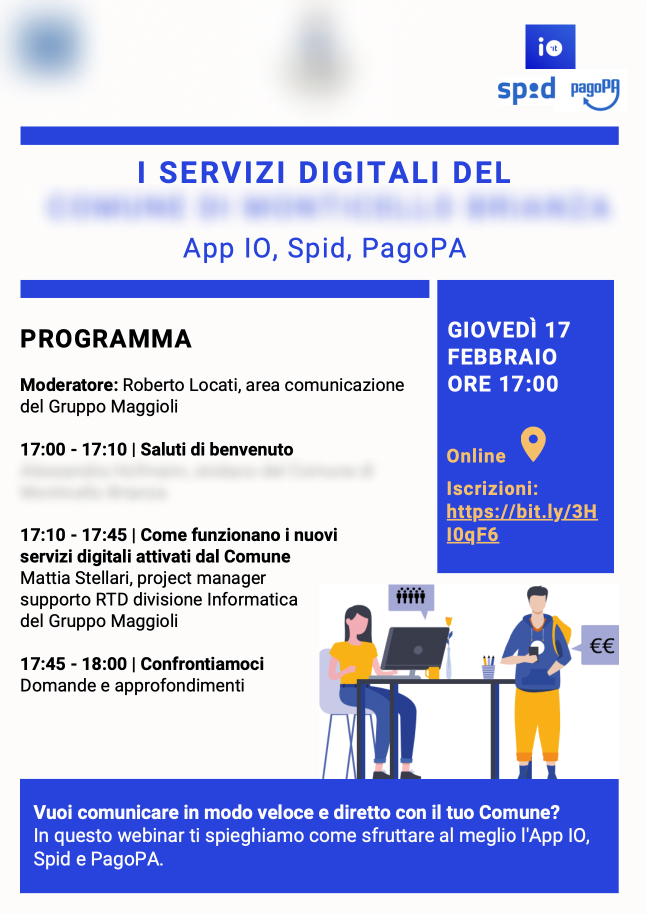 io it
spid pagoPA
I SERVIZI DIGITALI DEL
App IO, Spid, PagoPA
PROGRAMMA
Moderatore: Roberto Locati, area comunicazione
del Gruppo Maggioli
17:00 - 17:10 | Saluti di benvenuto
17:10 - 17:45 | Come funzionano i nuovi
servizi digitali attivati dal Comune
Mattia Stellari, project manager
supporto RTD divisione Informatica
del Gruppo Maggioli
17:45 - 18:00 | Confrontiamoci
Domande e approfondimenti
GIOVEDÌ 17
FEBBRAIO
ORE 17:00
Online
Iscrizioni:
https://bit.ly/3H
I0qF6
€€
Vuoi comunicare in modo veloce e diretto con il tuo Comune?
In questo webinar ti spieghiamo come sfruttare al meglio l'App IO,
Spid e PagoPA.